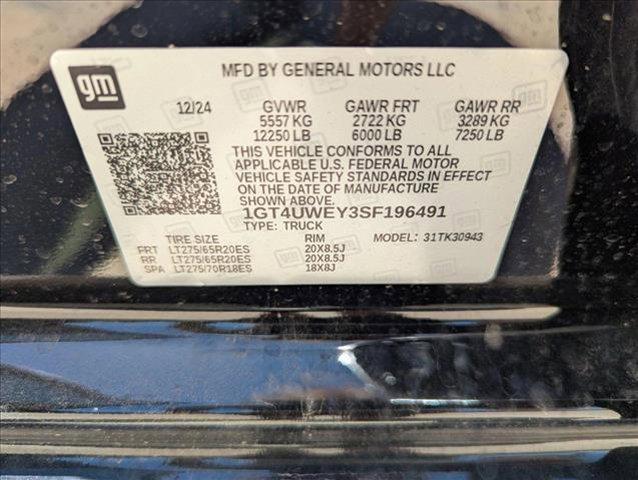 gm
MFD BY GENERAL MOTORS LLC
12/24 GVWR GAWR FRT GAWR RR
5557 KG 2722 KG 3289 KG
12250 LB 6000 LB 7250 LB
THIS VEHICLE CONFORMS TO ALL
APPLICABLE U.S. FEDERAL MOTOR
VEHICLE SAFETY STANDARDS IN EFFECT
ON THE DATE OF MANUFACTURE
SHOWN ABOVE.
1GT4UWEY3SF196491
TYPE: TRUCK
TIRE SIZE RIM MODEL: 31TK30943
FRT LT275/65R20ES 20X8.5J
RR LT275/65R20ES 20X8.5J
SPA LT275/70R18ES 18X8J